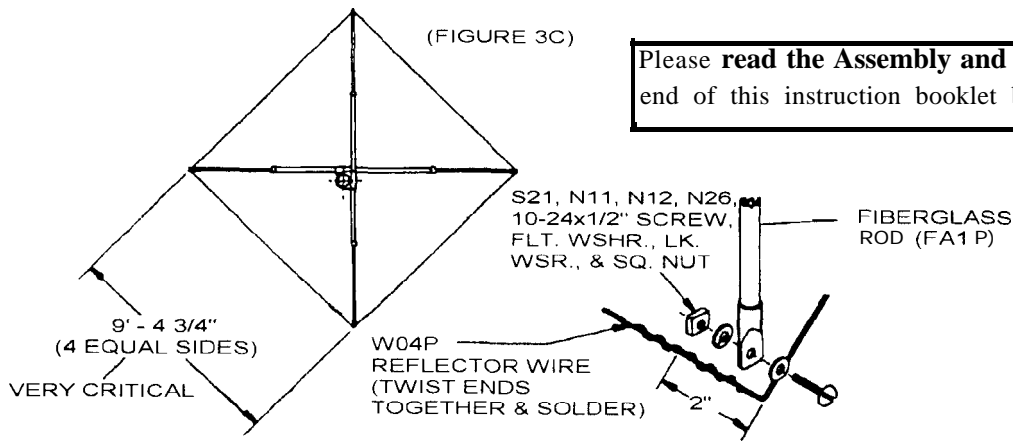 (FIGURE 3C)
Please read the Assembly and
end of this instruction booklet
S21, N11, N12, N26,
10-24x1/2" SCREW,
FLT. WSHR., LK.
WSR., & SQ. NUT
FIBERGLASS
ROD (FA1 P)
9' - 4 3/4"
(4 EQUAL SIDES)
VERY CRITICAL
W04P
REFLECTOR WIRE
(TWIST ENDS
TOGETHER & SOLDER)
2"